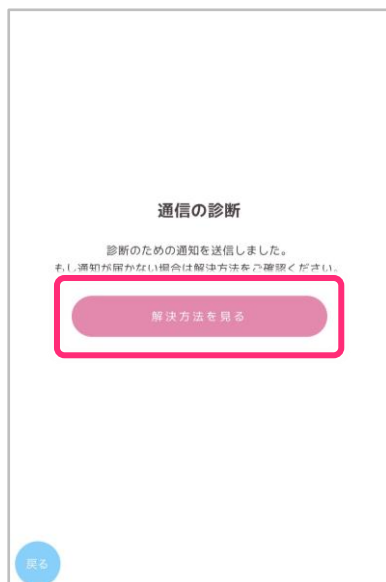 通信の診断
診断のための通知を送信しました。
もし通知が届かない場合は解決方法をご確認ください。
解決方法を見る
戻る